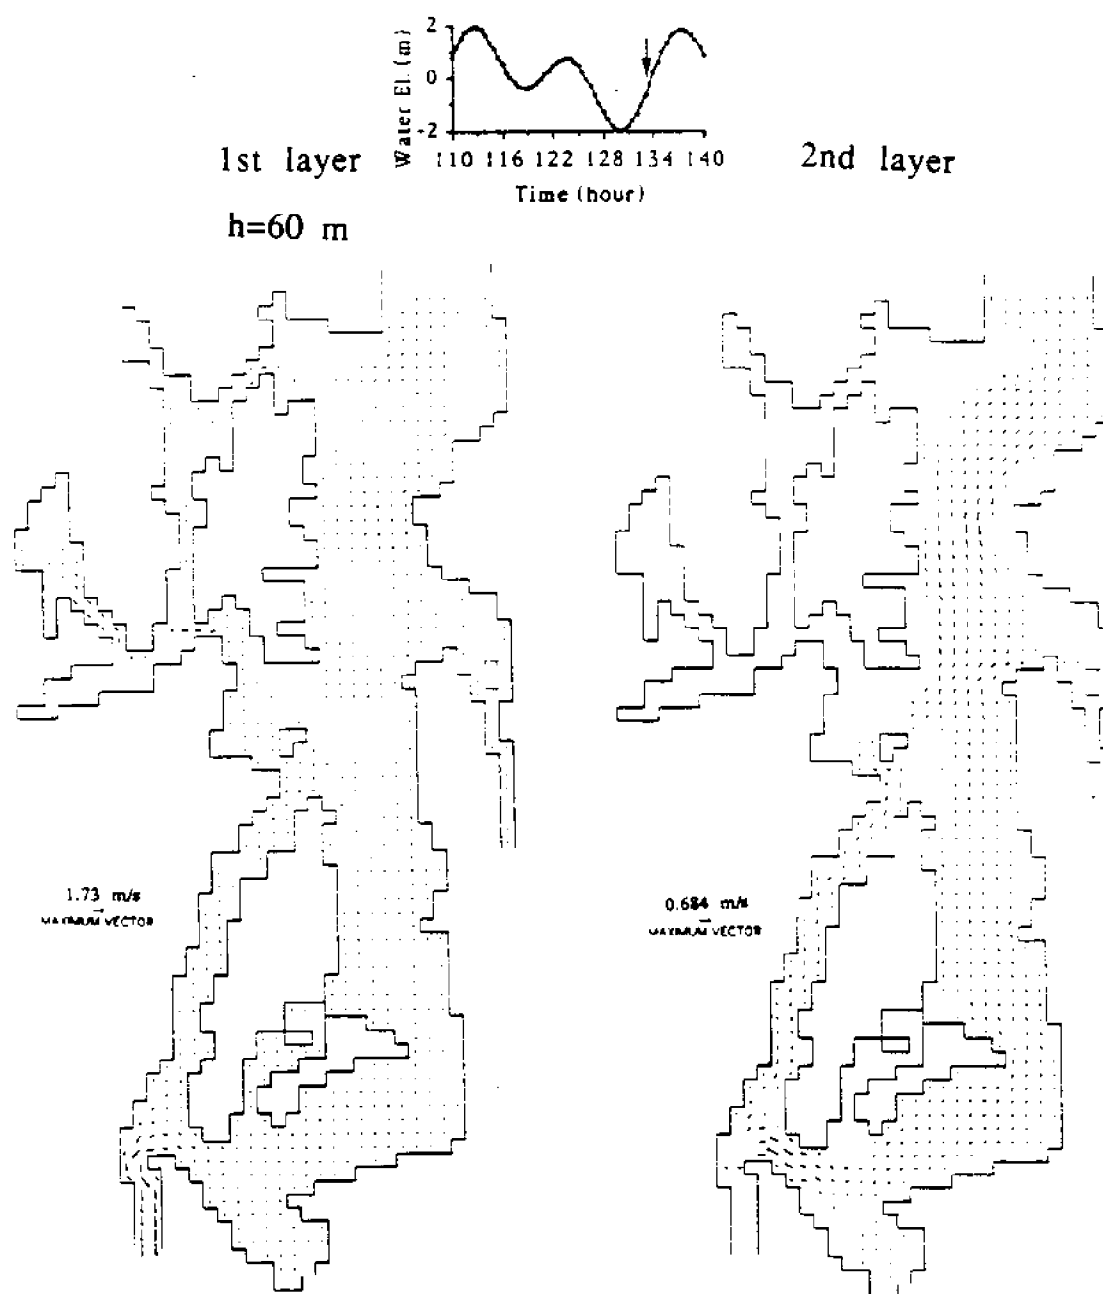 2
0
-2
Water El. (m)
110 116 122 128 134 140
Time (hour)
1st layer
2nd layer
h=60 m
1.73 m/s
MAXIMUM VECTOR
0.684 m/s
MAXIMUM VECTOR